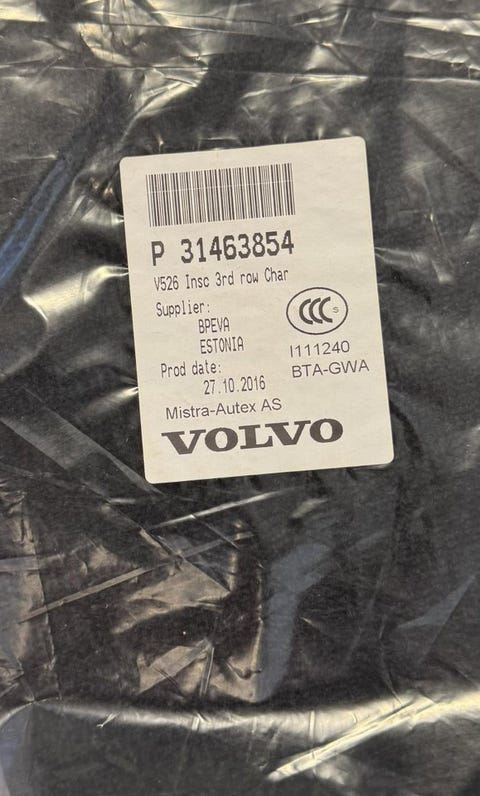 P 31463854
V526 Insc 3rd row Char
Supplier:
BPEVA
ESTONIA
CCC S
I111240
BTA-GWA
Prod date:
27.10.2016
Mistra-Autex AS
VOLVO